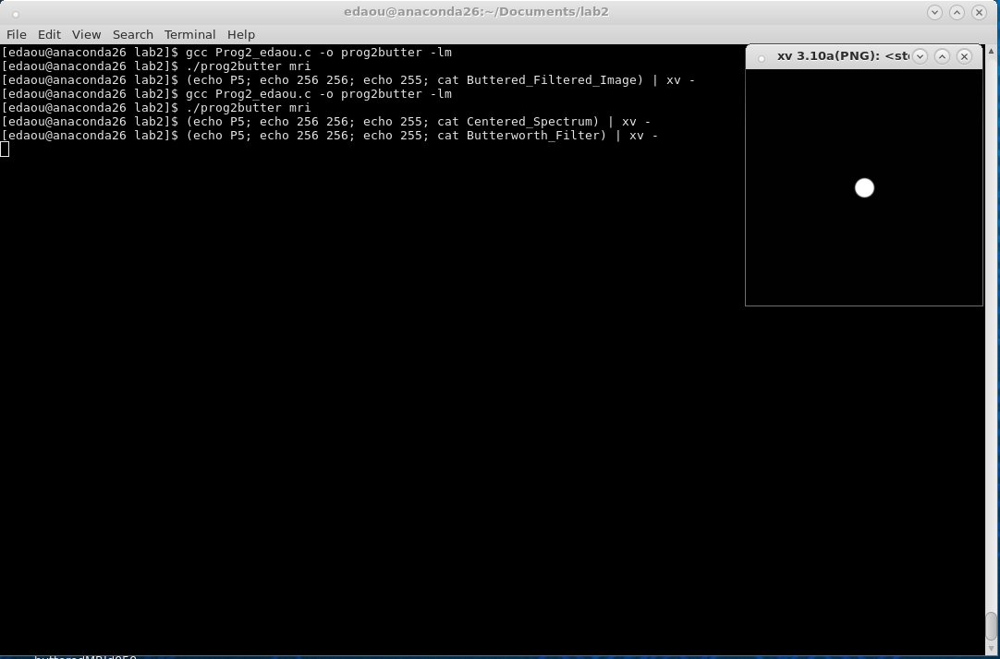 edaou@anaconda26:~/Documents/lab2
File Edit View Search Terminal Help
[edaou@anaconda26 lab2]$ gcc Prog2_edaou.c -o prog2butter -lm
[edaou@anaconda26 lab2]$ ./prog2butter mri
[edaou@anaconda26 lab2]$ (echo P5; echo 256 256; echo 255; cat Buttered_Filtered_Image) | xv -
[edaou@anaconda26 lab2]$ gcc Prog2_edaou.c -o prog2butter -lm
[edaou@anaconda26 lab2]$ ./prog2butter mri
[edaou@anaconda26 lab2]$ (echo P5; echo 256 256; echo 255; cat Centered_Spectrum) | xv -
[edaou@anaconda26 lab2]$ (echo P5; echo 256 256; echo 255; cat Butterworth_Filter) | xv -
xv 3.10a(PNG): <st